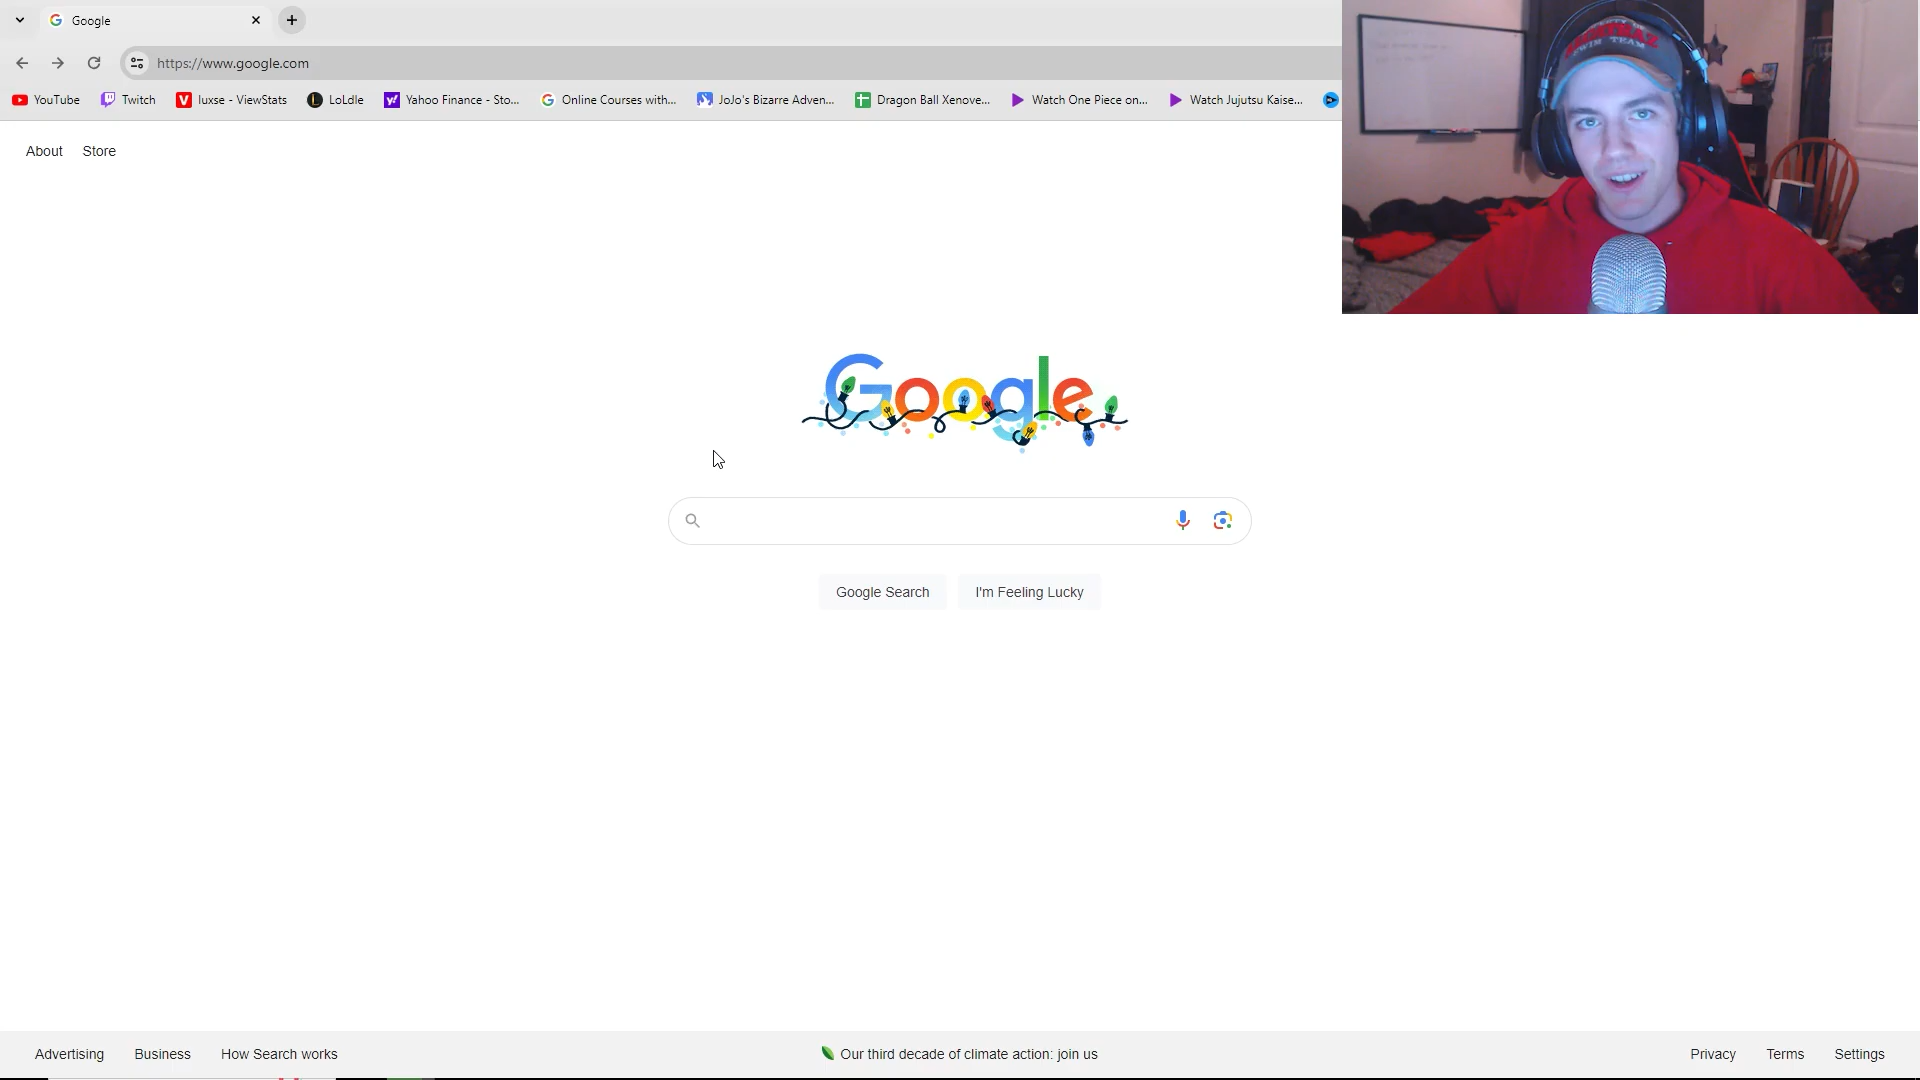 Google
https://www.google.com
YouTube
Twitch
luxse - ViewStats
LoLdle
Yahoo Finance - Sto...
Online Courses with...
JoJo's Bizarre Adven...
Dragon Ball Xenove...
Watch One Piece on...
Watch Jujutsu Kaise...
About
Store
Google
Google Search
I'm Feeling Lucky
Advertising
Business
How Search works
Our third decade of climate action: join us
Privacy
Terms
Settings
TEAM